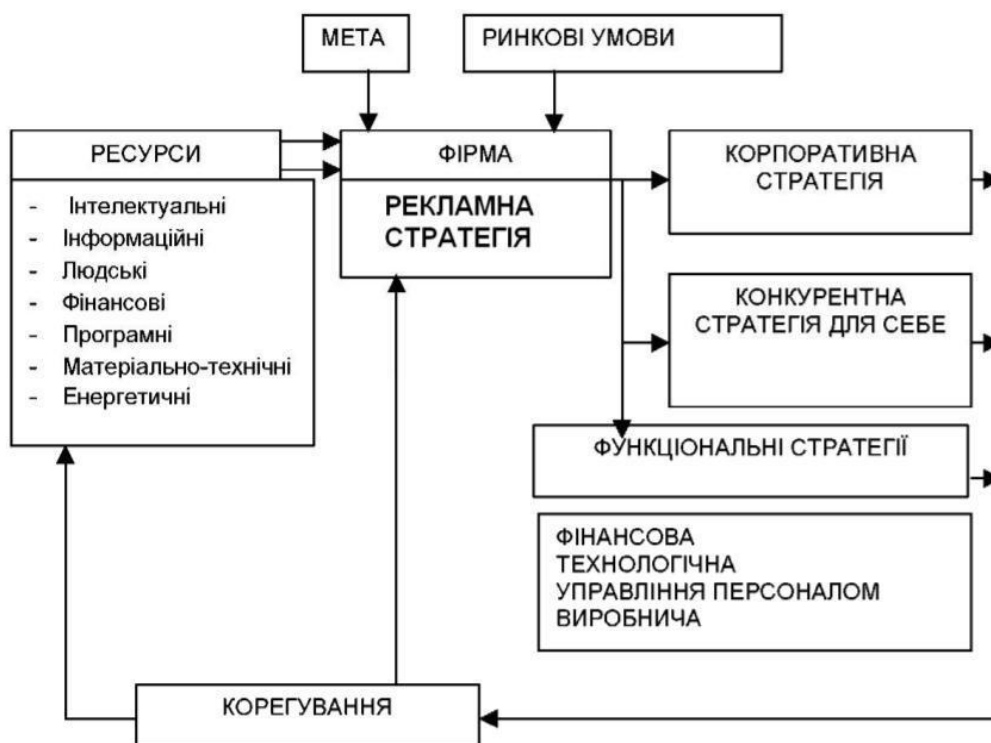 МЕТА
РИНКОВІ УМОВИ
РЕСУРСИ
- Інтелектуальні
- Інформаційні
- Людські
- Фінансові
- Програмні
- Матеріально-технічні
- Енергетичні
ФІРМА
РЕКЛАМНА
СТРАТЕГІЯ
КОРПОРАТИВНА
СТРАТЕГІЯ
КОНКУРЕНТНА
СТРАТЕГІЯ ДЛЯ СЕБЕ
ФУНКЦІОНАЛЬНІ СТРАТЕГІЇ
ФІНАНСОВА
ТЕХНОЛОГІЧНА
УПРАВЛІННЯ ПЕРСОНАЛОМ
ВИРОБНИЧА
КОРЕГУВАННЯ